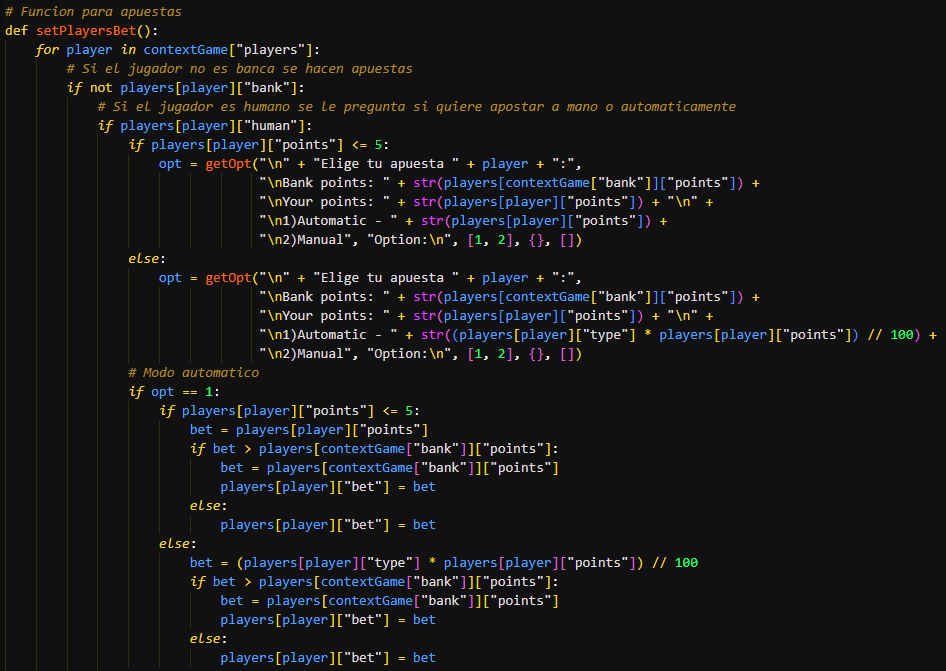 # Funcion para apuestas
def setPlayersBet():
    for player in contextGame["players"]:
        # Si el jugador no es banca se hacen apuestas
        if not players[player]["bank"]:
            # Si el jugador es humano se le pregunta si quiere apostar a mano o automaticamente
            if players[player]["human"]:
                if players[player]["points"] <= 5:
                    opt = getOpt("\n" + "Elige tu apuesta " + player + ":",
                                 "\nBank points: " + str(players[contextGame["bank"]]["points"]) +
                                 "\nYour points: " + str(players[player]["points"]) + "\n" +
                                 "\n1)Automatic - " + str(players[player]["points"]) +
                                 "\n2)Manual", "Option:\n", [1, 2], {}, [])
                else:
                    opt = getOpt("\n" + "Elige tu apuesta " + player + ":",
                                 "\nBank points: " + str(players[contextGame["bank"]]["points"]) +
                                 "\nYour points: " + str(players[player]["points"]) + "\n" +
                                 "\n1)Automatic - " + str((players[player]["type"] * players[player]["points"]) // 100) +
                                 "\n2)Manual", "Option:\n", [1, 2], {}, [])
                # Modo automatico
                if opt == 1:
                    if players[player]["points"] <= 5:
                        bet = players[player]["points"]
                        if bet > players[contextGame["bank"]]["points"]:
                            bet = players[contextGame["bank"]]["points"]
                            players[player]["bet"] = bet
                        else:
                            players[player]["bet"] = bet
                    else:
                        bet = (players[player]["type"] * players[player]["points"]) // 100
                        if bet > players[contextGame["bank"]]["points"]:
                            bet = players[contextGame["bank"]]["points"]
                            players[player]["bet"] = bet
                        else:
                            players[player]["bet"] = bet